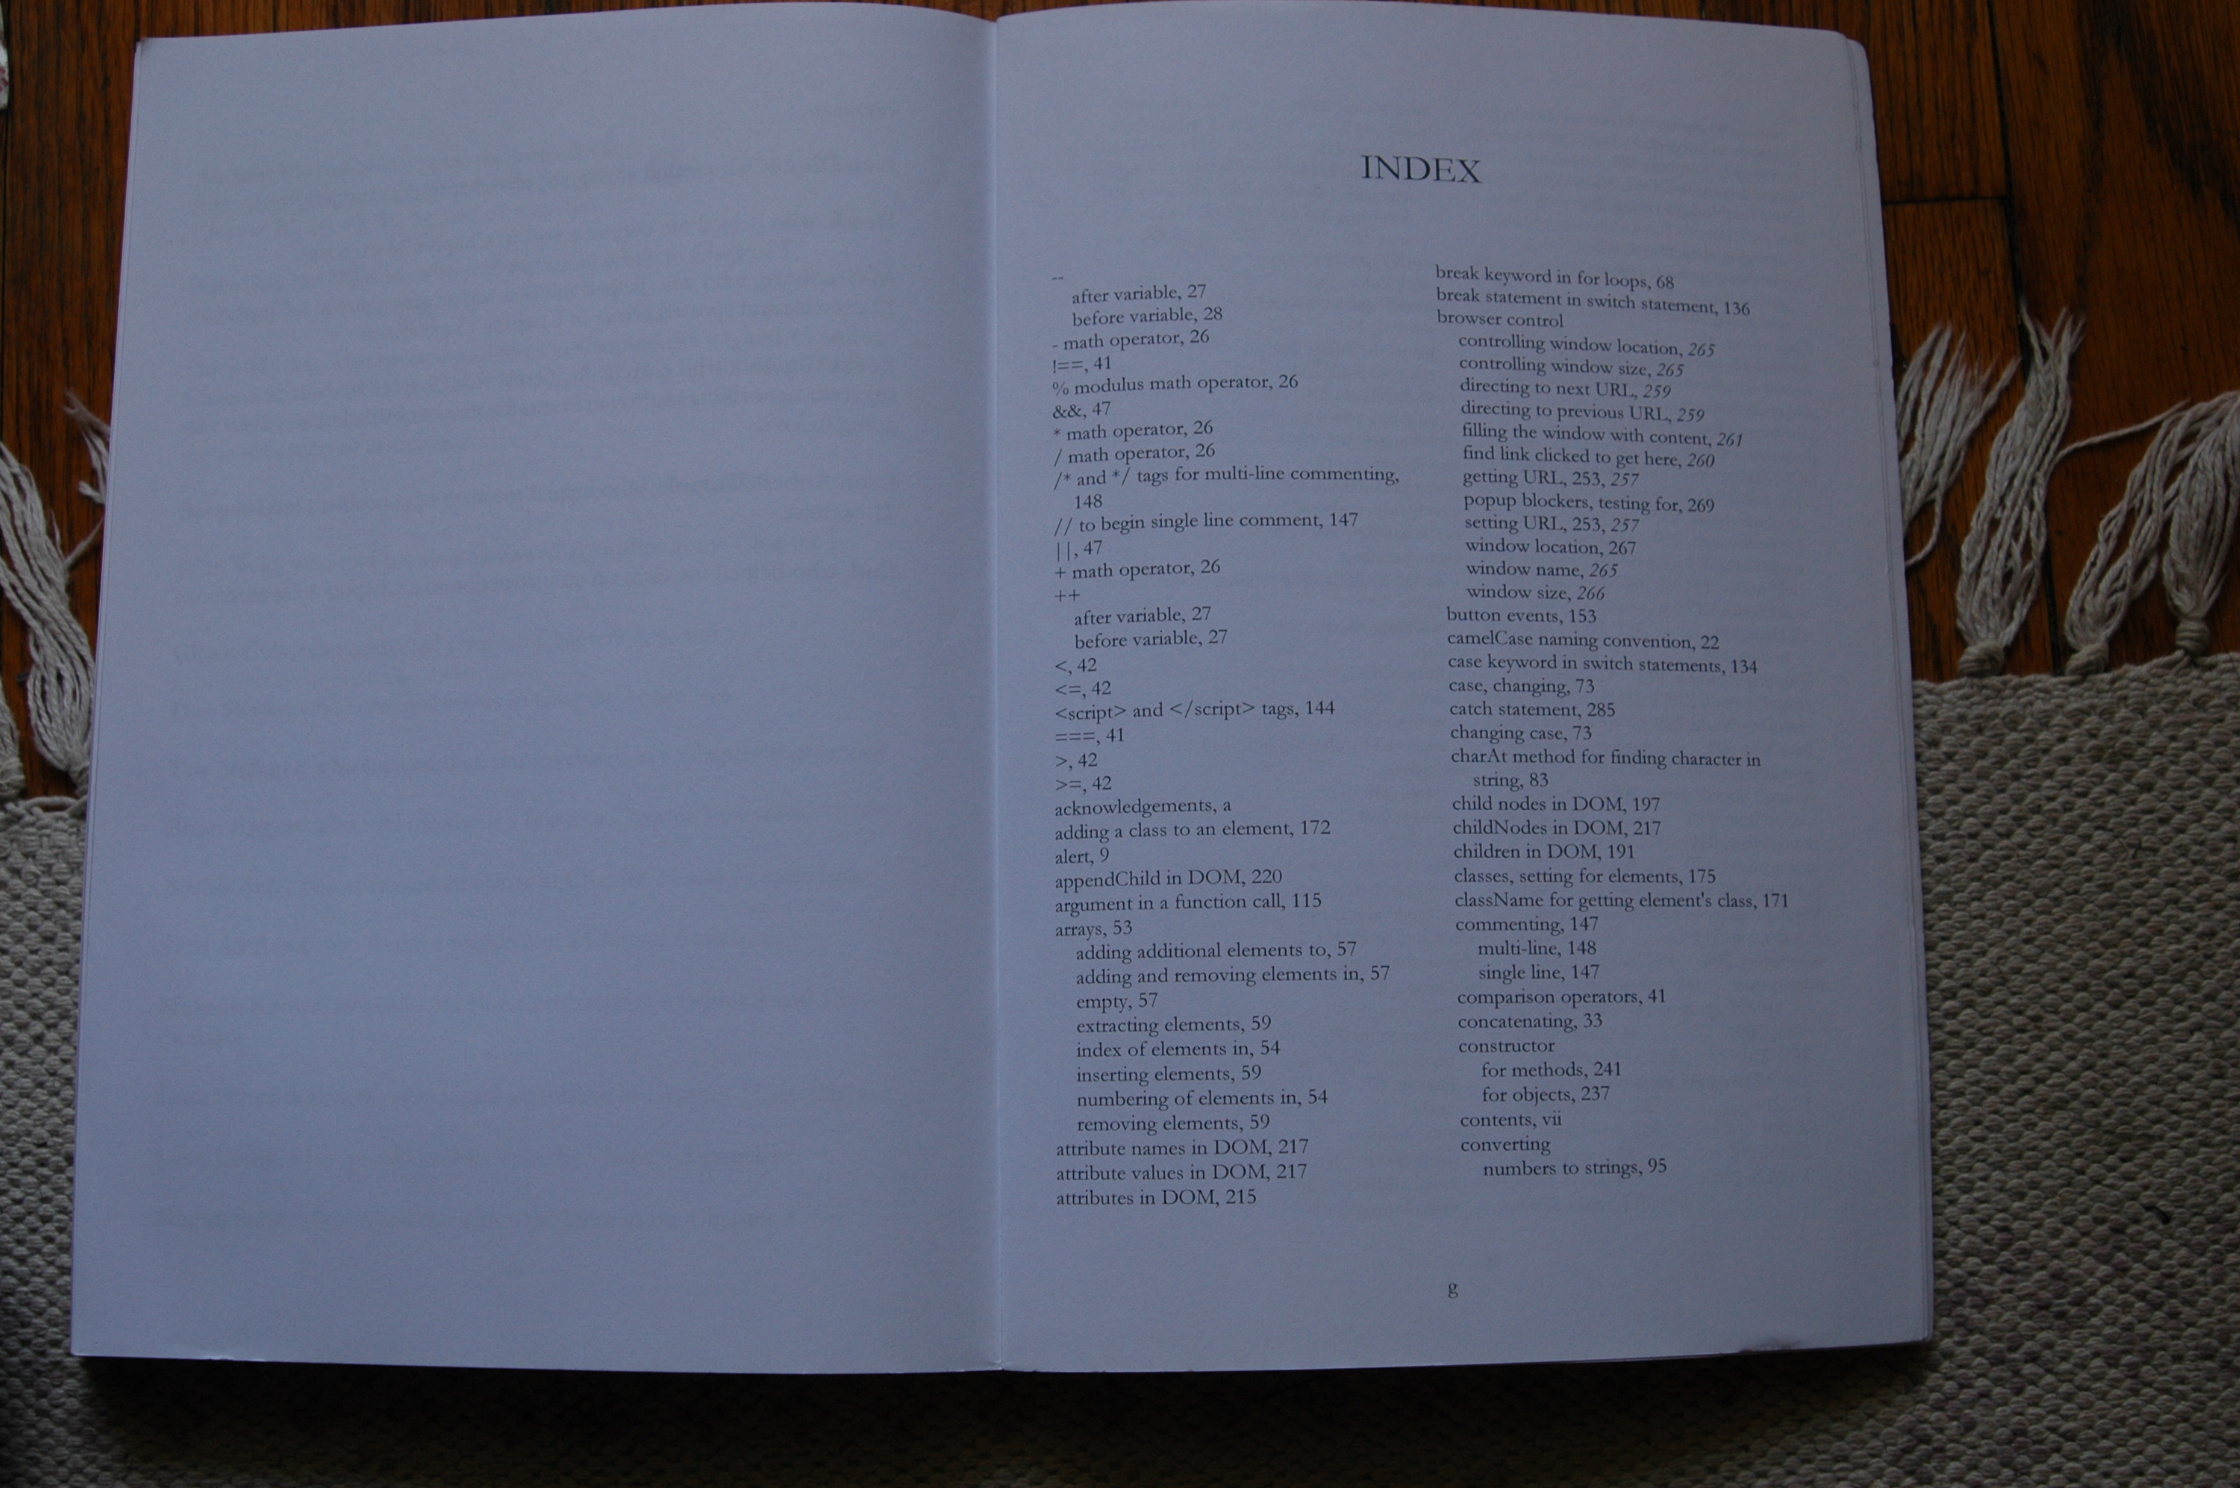 INDEX
--
after variable, 27
before variable, 28
- math operator, 26
!==, 41
% modulus math operator, 26
&&, 47
* math operator, 26
/ math operator, 26
/* and */ tags for multi-line commenting,
148
// to begin single line comment, 147
||, 47
+ math operator, 26
++
after variable, 27
before variable, 27
<, 42
<=, 42
<script> and </script> tags, 144
===, 41
>, 42
>=, 42
acknowledgements, a
adding a class to an element, 172
alert, 9
appendChild in DOM, 220
argument in a function call, 115
arrays, 53
adding additional elements to, 57
adding and removing elements in, 57
empty, 57
extracting elements, 59
index of elements in, 54
inserting elements, 59
numbering of elements in, 54
removing elements, 59
attribute names in DOM, 217
attribute values in DOM, 217
attributes in DOM, 215
break keyword in for loops, 68
break statement in switch statement, 136
browser control
controlling window location, 265
controlling window size, 265
directing to next URL, 259
directing to previous URL, 259
filling the window with content, 261
find link clicked to get here, 260
getting URL, 253, 257
popup blockers, testing for, 269
setting URL, 253, 257
window location, 267
window name, 265
window size, 266
button events, 153
camelCase naming convention, 22
case keyword in switch statements, 134
case, changing, 73
catch statement, 285
changing case, 73
charAt method for finding character in
string, 83
child nodes in DOM, 197
childNodes in DOM, 217
children in DOM, 191
classes, setting for elements, 175
className for getting element's class, 171
commenting, 147
multi-line, 148
single line, 147
comparison operators, 41
concatenating, 33
constructor
for methods, 241
for objects, 237
contents, vii
converting
numbers to strings, 95
g